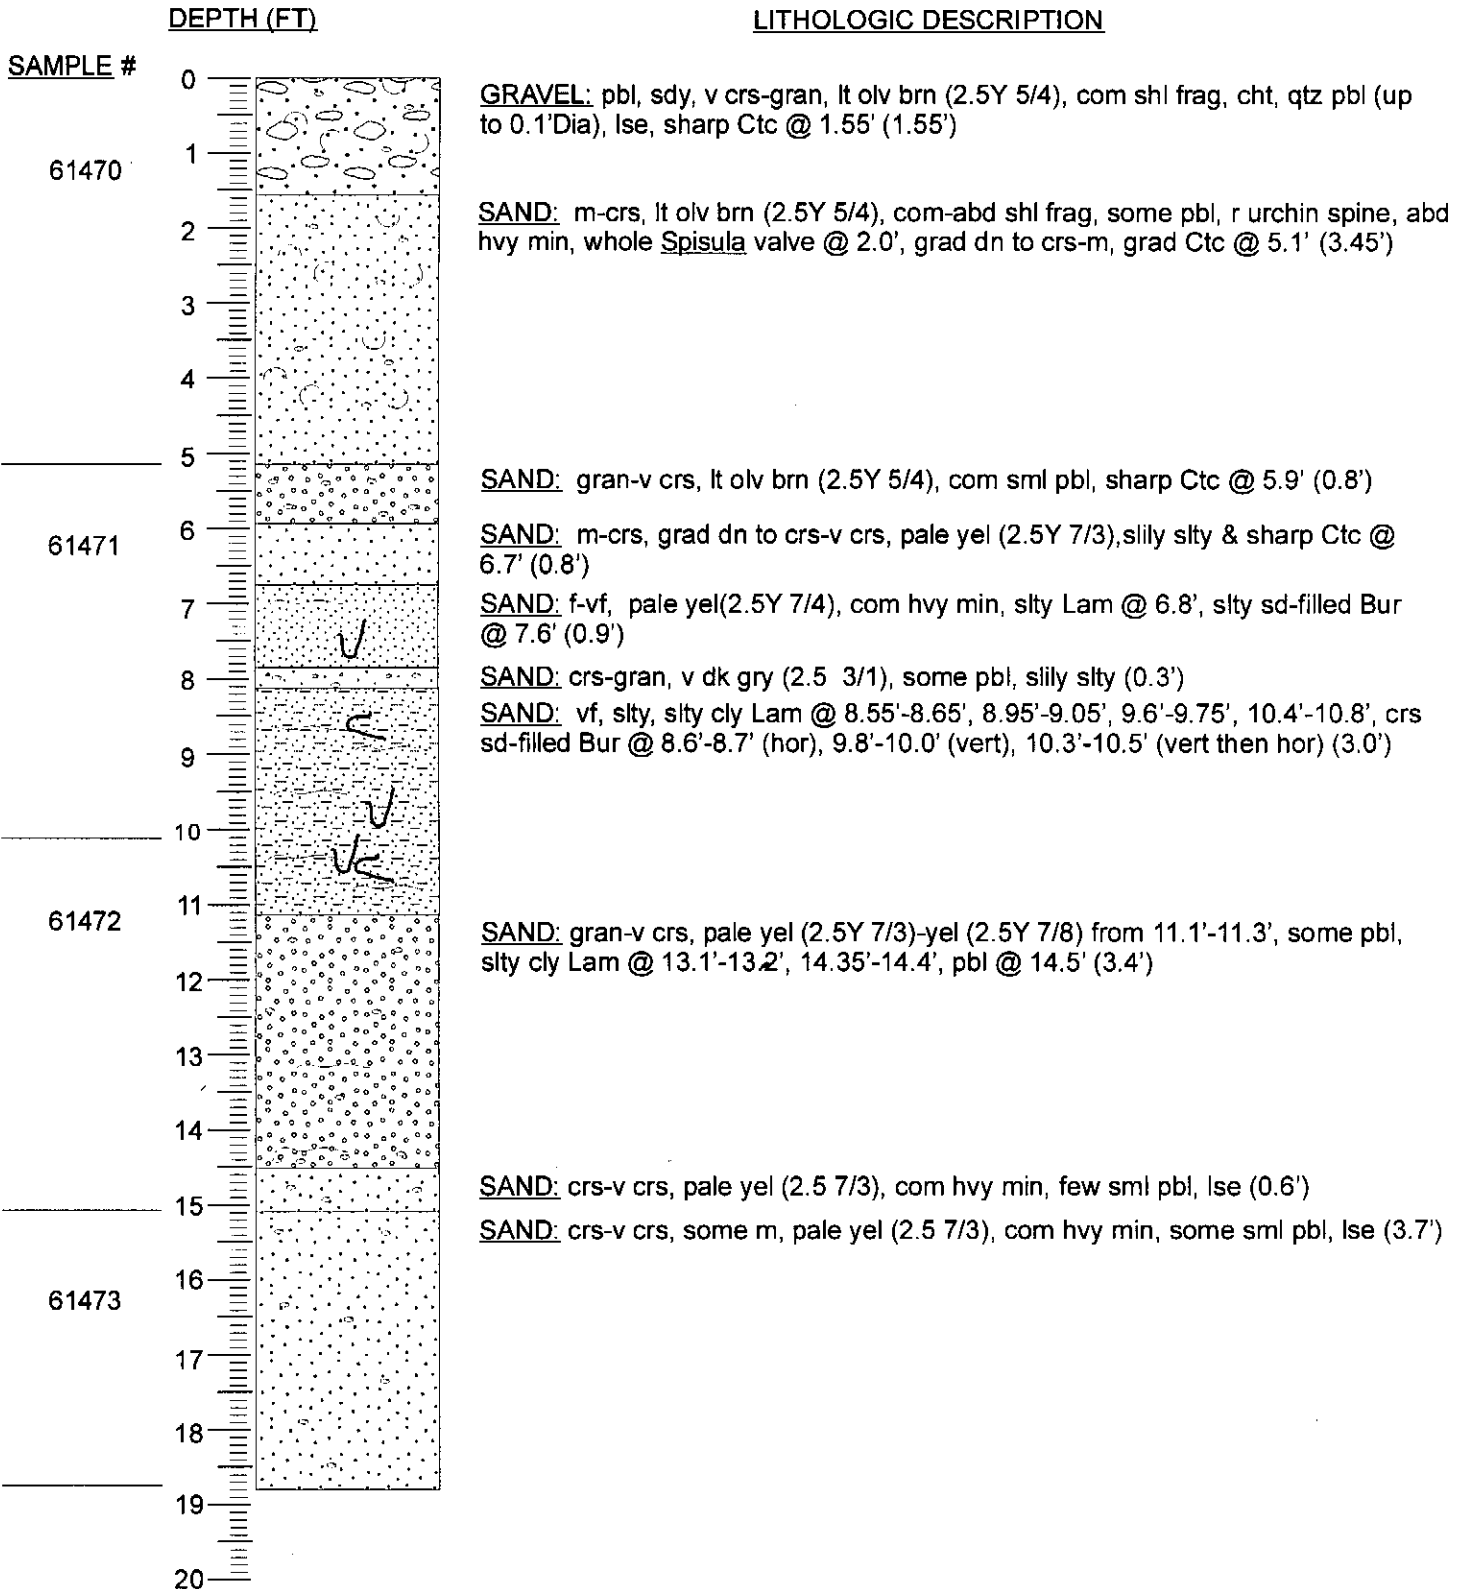 DEPTH (FT)
LITHOLOGIC DESCRIPTION
SAMPLE #
0
GRAVEL: pbl, sdy, v crs-gran, lt olv brn (2.5Y 5/4), com shl frag, cht, qtz pbl (up
to 0.1'Dia), lse, sharp Ctc @ 1.55' (1.55')
1
61470
SAND: m-crs, lt olv brn (2.5Y 5/4), com-abd shl frag, some pbl, r urchin spine, abd
2
hvy min, whole Spisula valve @ 2.0', grad dn to crs-m, grad Ctc @ 5.1' (3.45')
3
4
5
SAND: gran-v crs, lt olv brn (2.5Y 5/4), com sml pbl, sharp Ctc @ 5.9' (0.8')
6
61471
SAND: m-crs, grad dn to crs-v crs, pale yel (2.5Y 7/3),slily slty & sharp Ctc @
6.7' (0.8')
7
SAND: f-vf, pale yel(2.5Y 7/4), com hvy min, slty Lam @ 6.8', slty sd-filled Bur
@ 7.6' (0.9')
8
SAND: crs-gran, v dk gry (2.5 3/1), some pbl, slily slty (0.3')
SAND: vf, slty, slty cly Lam @ 8.55'-8.65', 8.95'-9.05', 9.6'-9.75', 10.4'-10.8', crs
sd-filled Bur @ 8.6'-8.7' (hor), 9.8'-10.0' (vert), 10.3'-10.5' (vert then hor) (3.0')
9
10
11
61472
SAND: gran-v crs, pale yel (2.5Y 7/3)-yel (2.5Y 7/8) from 11.1'-11.3', some pbl,
slty cly Lam @ 13.1'-13.2', 14.35'-14.4', pbl @ 14.5' (3.4')
12
13
14
SAND: crs-v crs, pale yel (2.5 7/3), com hvy min, few sml pbl, lse (0.6')
15
SAND: crs-v crs, some m, pale yel (2.5 7/3), com hvy min, some sml pbl, lse (3.7')
16
61473
17
18
19
20